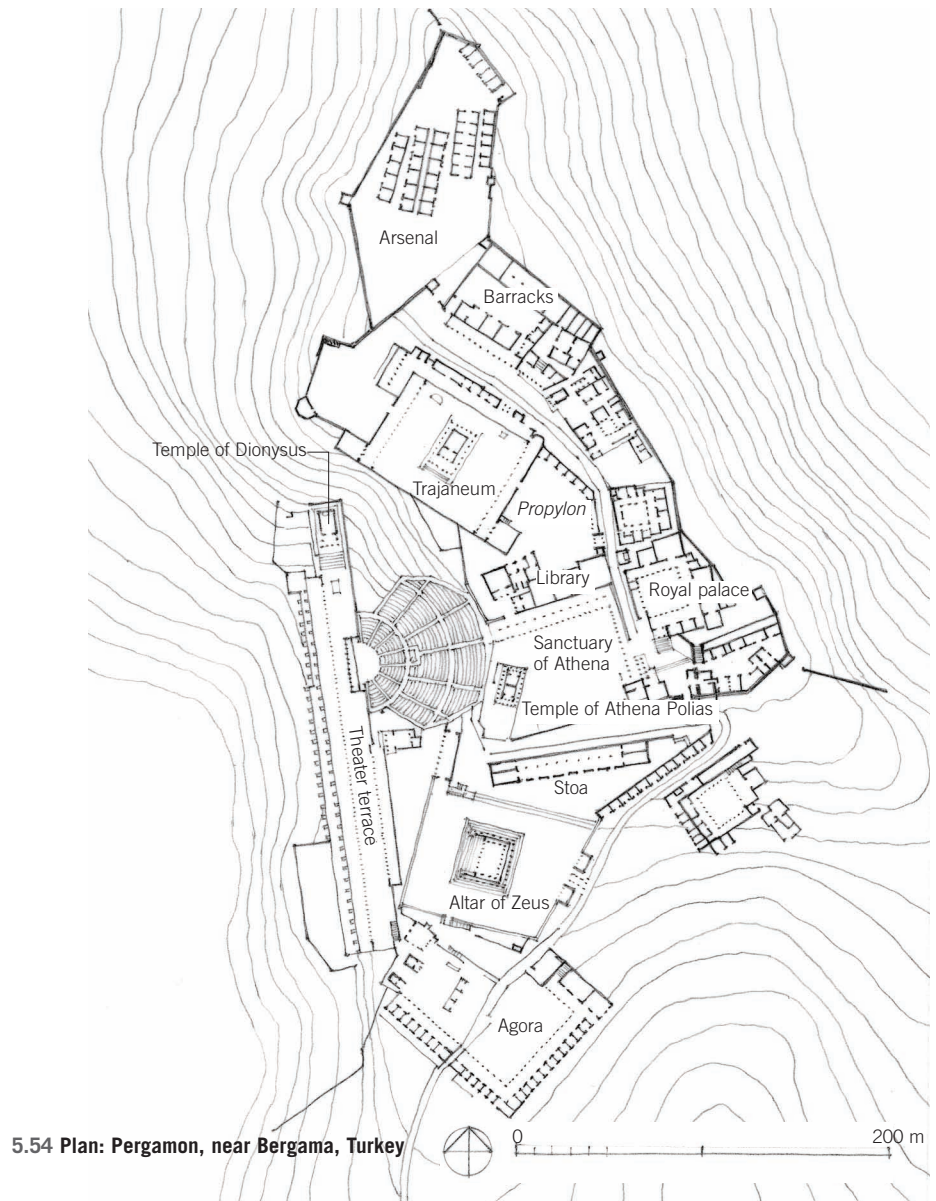 Arsenal
Barracks
Temple of Dionysus
Trajaneum
Propylon
Library
Royal palace
Sanctuary
of Athena
Temple of Athena Polias
Theater terrace
Stoa
Altar of Zeus
Agora
5.54 Plan: Pergamon, near Bergama, Turkey
0
200 m